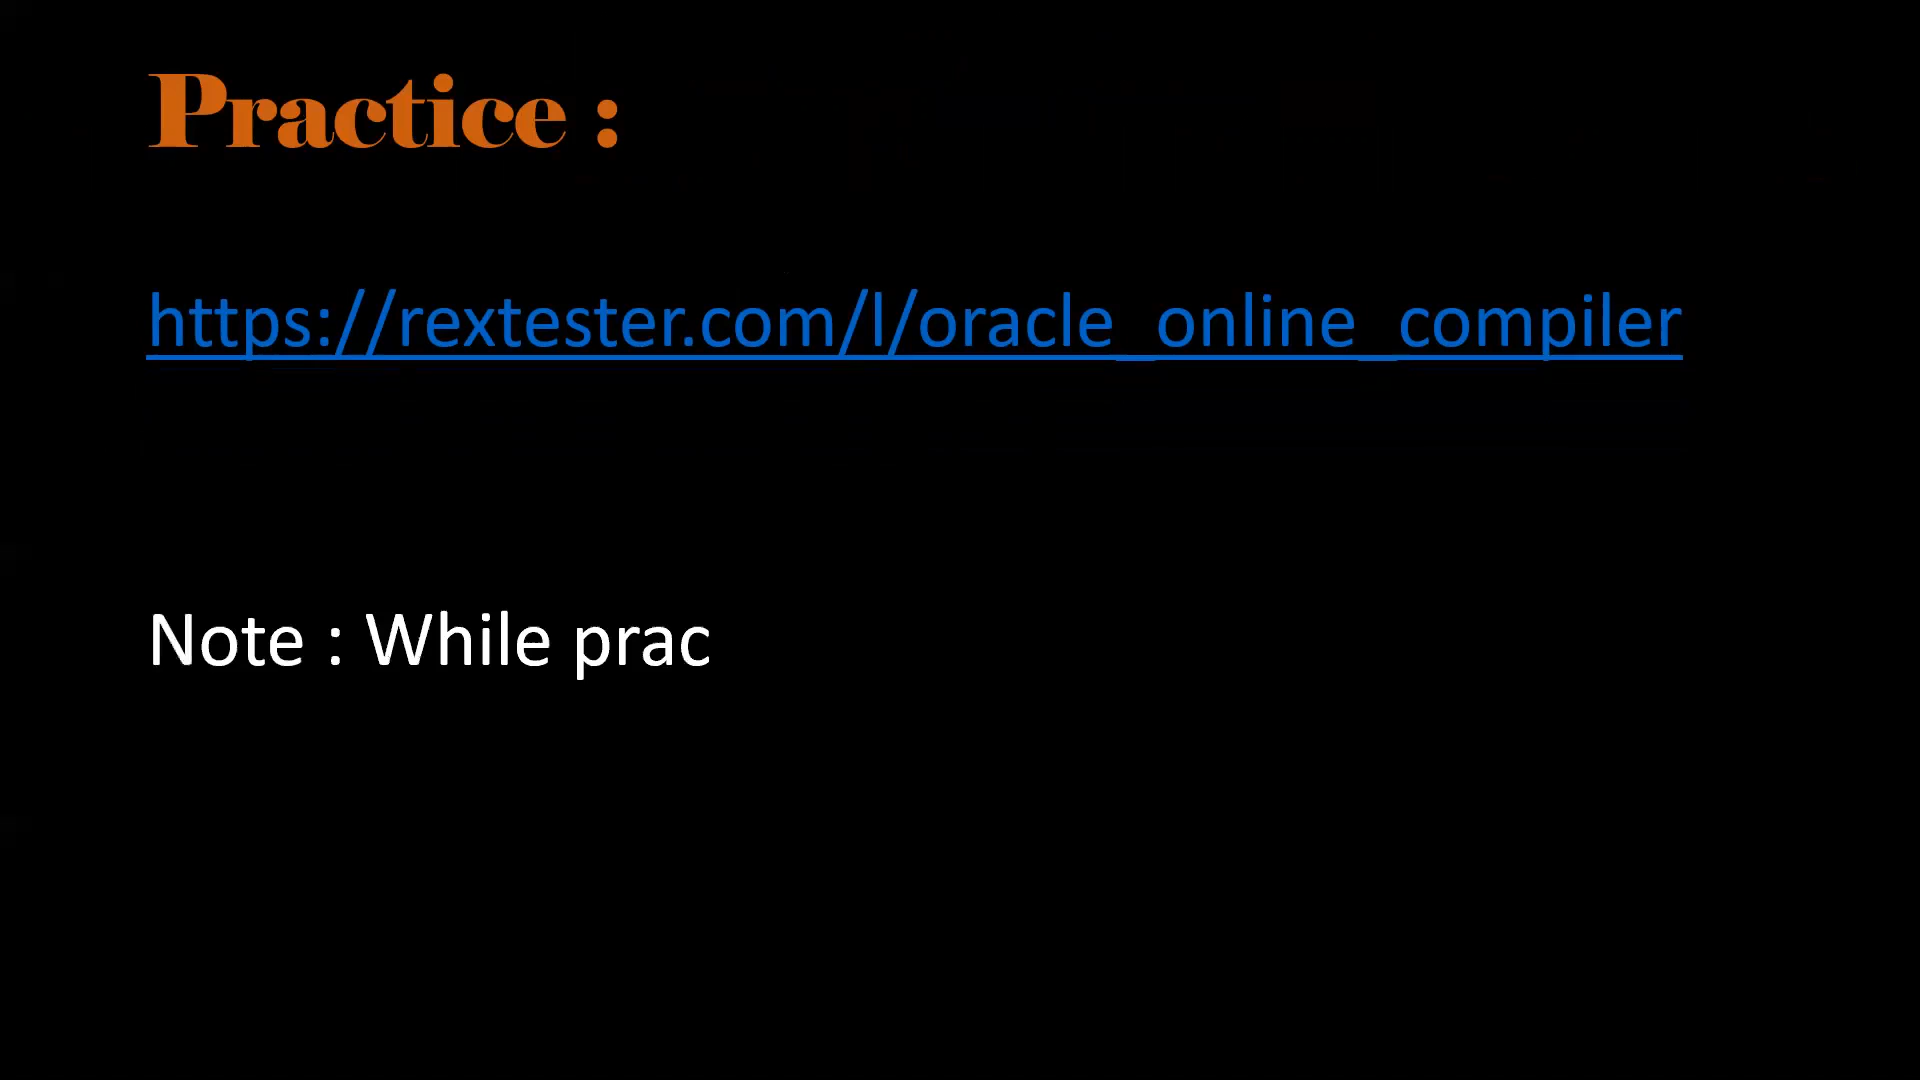 Practice :
https://rextester.com/l/oracle_online_compiler
Note : While prac